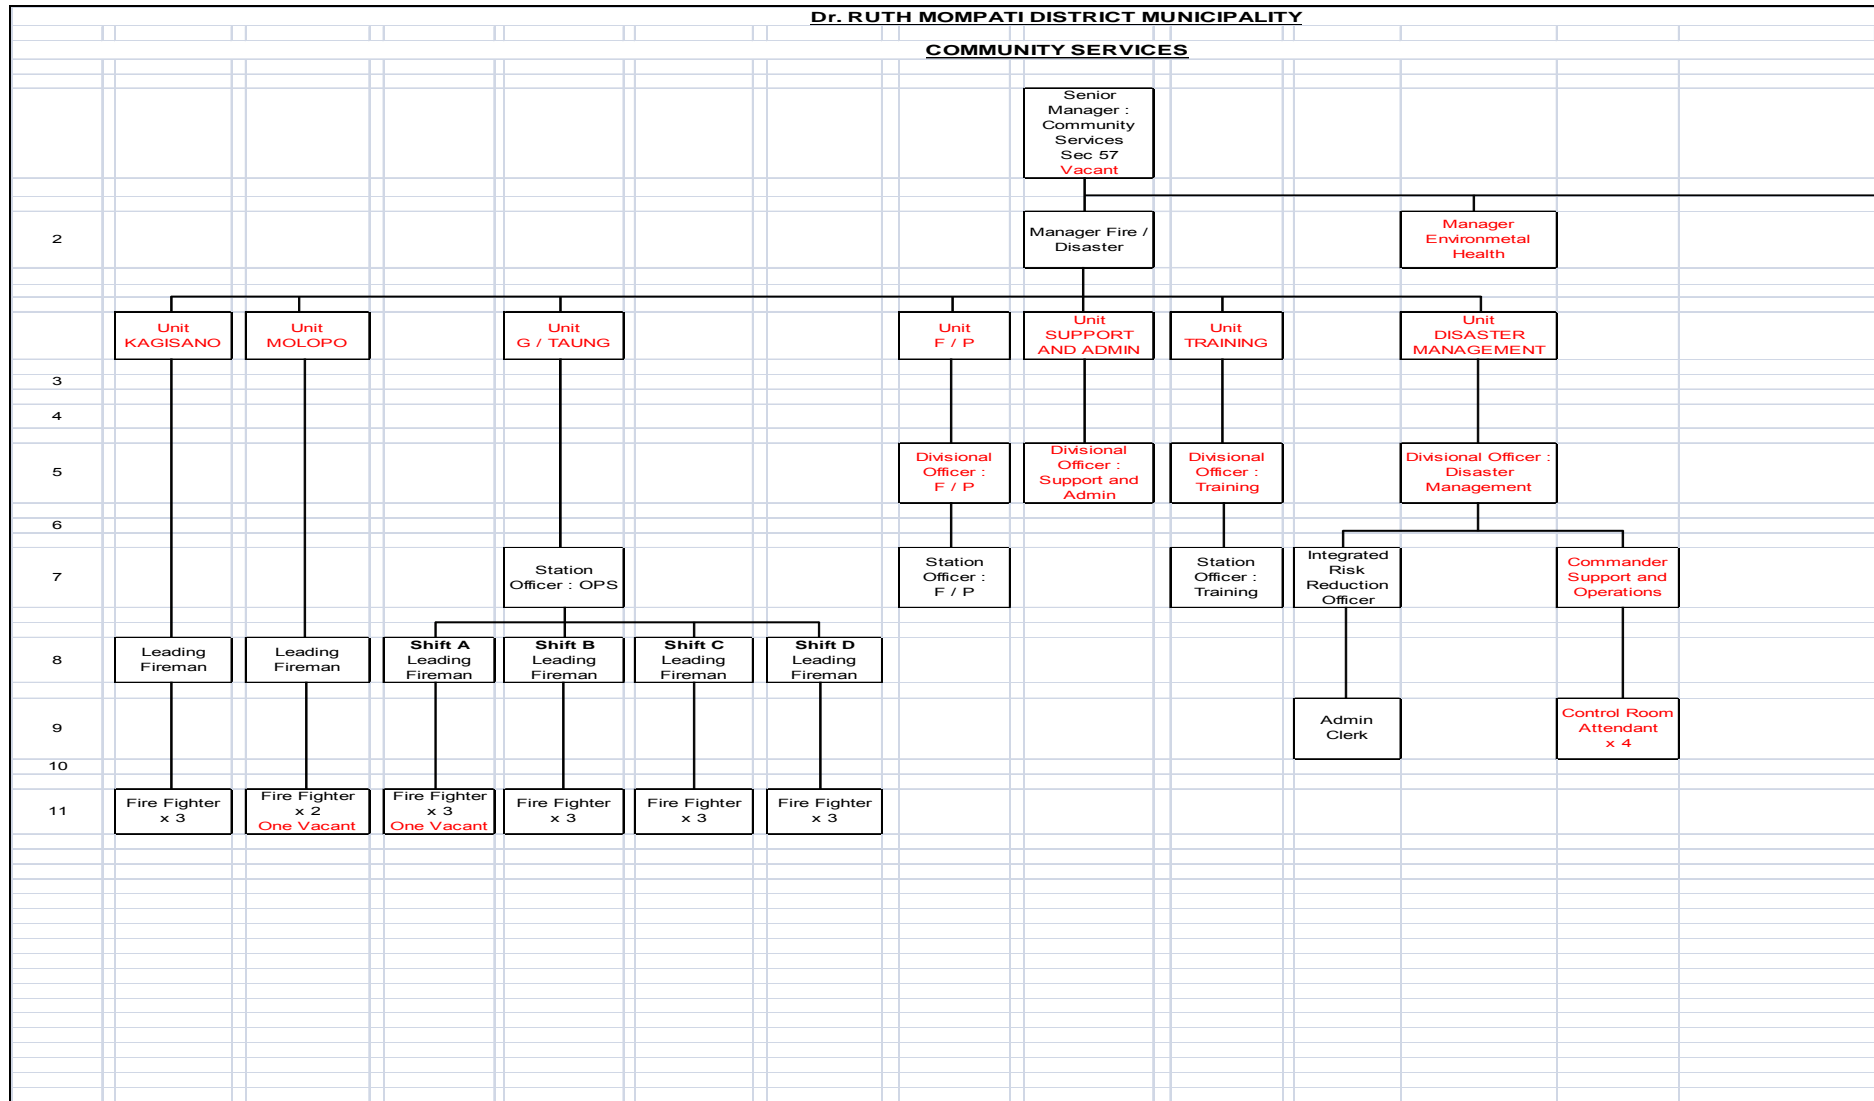 Dr. RUTH MOMPATI DISTRICT MUNICIPALITY
COMMUNITY SERVICES
Senior
Manager :
Community
Services
Sec 57
Vacant
2
Manager Fire /
Disaster
Manager
Environmetal
Health
Unit
KAGISANO
Unit
MOLOPO
Unit
G / TAUNG
Unit
F / P
Unit
SUPPORT
AND ADMIN
Unit
TRAINING
Unit
DISASTER
MANAGEMENT
3
4
5
Divisional
Officer :
F / P
Divisional
Officer :
Support and
Admin
Divisional
Officer :
Training
Divisional Officer :
Disaster
Management
6
7
Station
Officer : OPS
Station
Officer :
F / P
Station
Officer :
Training
Integrated
Risk
Reduction
Officer
Commander
Support and
Operations
8
Leading
Fireman
Leading
Fireman
Shift A
Leading
Fireman
Shift B
Leading
Fireman
Shift C
Leading
Fireman
Shift D
Leading
Fireman
9
Admin
Clerk
Control Room
Attendant
x 4
10
11
Fire Fighter
x 3
Fire Fighter
x 2
One Vacant
Fire Fighter
x 3
One Vacant
Fire Fighter
x 3
Fire Fighter
x 3
Fire Fighter
x 3